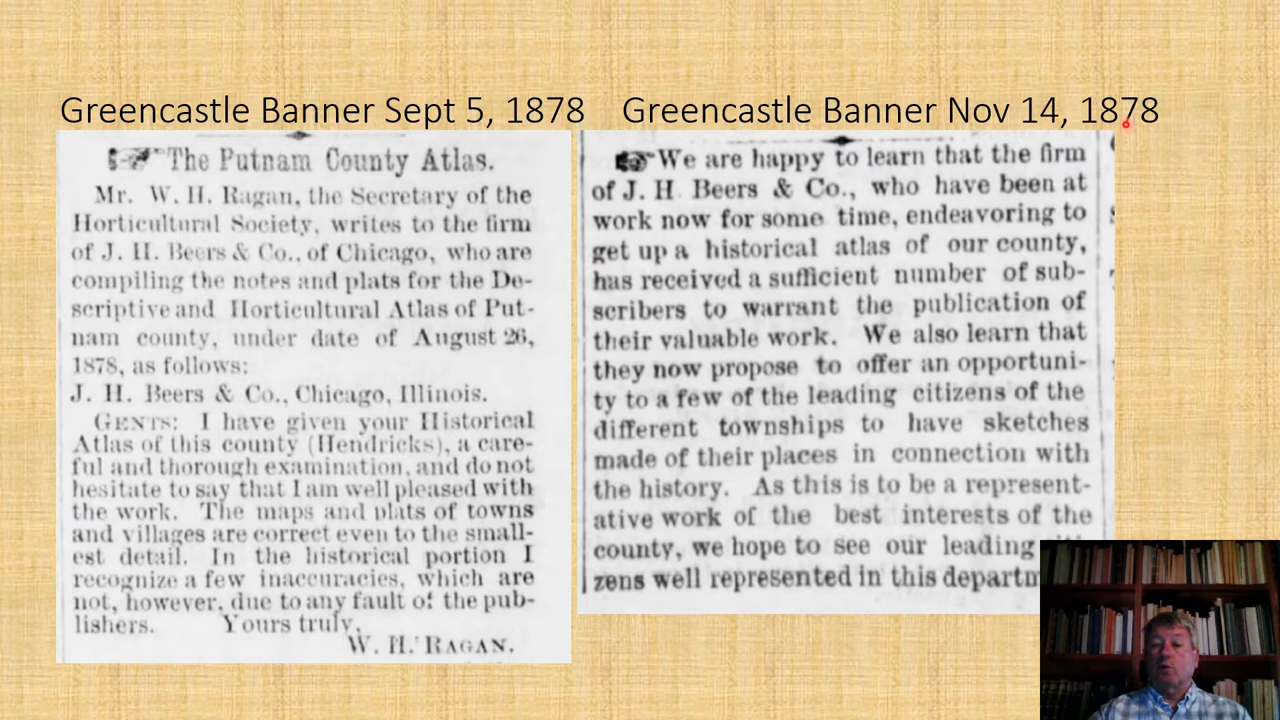 Greencastle Banner Sept 5, 1878
The Putnam County Atlas.
Mr. W. H. Ragan, the Secretary of the
Horticultural Society, writes to the firm
of J. H. Beers & Co., of Chicago, who are
compiling the notes and plats for the De-
scriptive and Horticultural Atlas of Put-
nam county, under date of August 26,
1878, as follows:
J. H. Beers & Co., Chicago, Illinois.
GENTS: I have given your Historical
Atlas of this county (Hendricks), a care-
ful and thorough examination, and do not
hesitate to say that I am well pleased with
the work. The maps and plats of towns
and villages are correct even to the small-
est detail. In the historical portion I
recognize a few inaccuracies, which are
not, however, due to any fault of the pub-
lishers. Yours truly,
W. H. RAGAN.
Greencastle Banner Nov 14, 1878
We are happy to learn that the firm
of J. H. Beers & Co., who have been at
work now for some time, endeavoring to
get up a historical atlas of our county,
has received a sufficient number of sub-
scribers to warrant the publication of
their valuable work. We also learn that
they now propose to offer an opportuni-
ty to a few of the leading citizens of the
different townships to have sketches
made of their places in connection with
the history. As this is to be a represent-
ative work of the best interests of the
county, we hope to see our leading
zens well represented in this departm